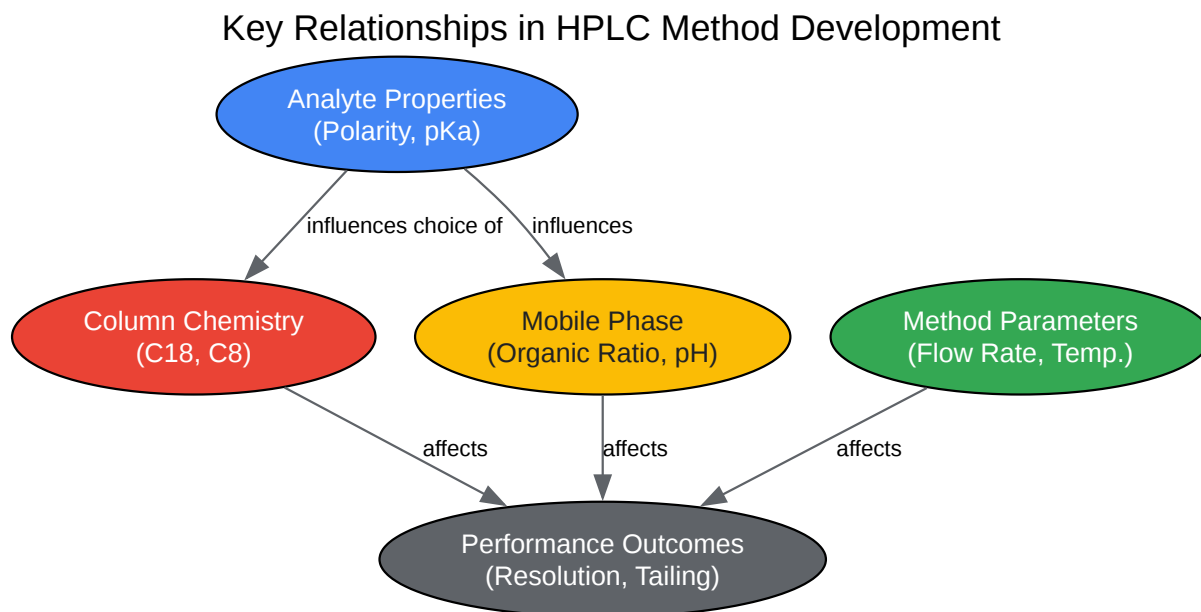 Key Relationships in HPLC Method Development
Analyte Properties
(Polarity, pKa)
influences choice of
influences
Column Chemistry
(C18, C8)
Mobile Phase
(Organic Ratio, pH)
Method Parameters
(Flow Rate, Temp.)
affects
affects
affects
Performance Outcomes
(Resolution, Tailing)